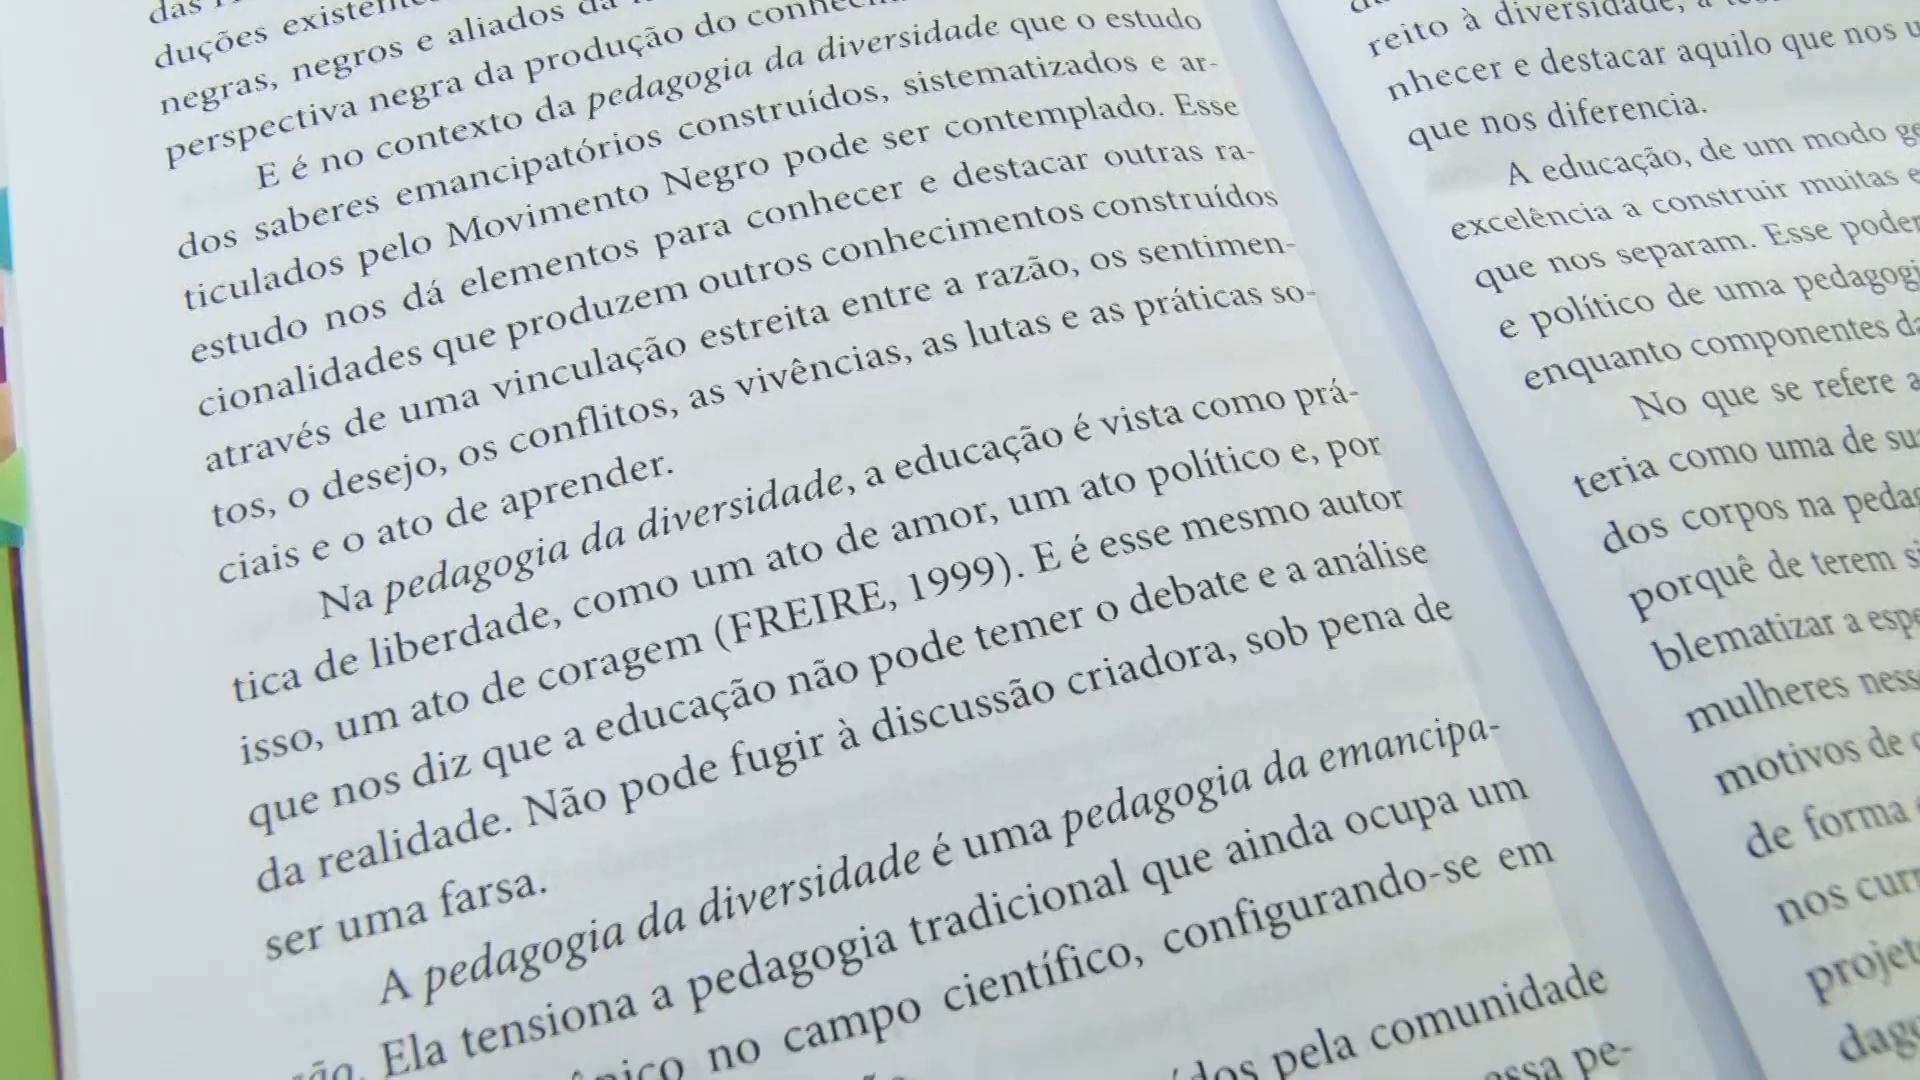 das
duções
negras, negros e aliados da
perspectiva negra da produção do
E é no contexto da pedagogia da diversidade que o estudo
dos saberes emancipatórios construídos, sistematizados e ar-
ticulados pelo Movimento Negro pode ser contemplado. Esse
estudo nos dá elementos para conhecer e destacar outras ra-
cionalidades que produzem outros conhecimentos construídos
através de uma vinculação estreita entre a razão, os sentimen-
tos, o desejo, os conflitos, as vivências, as lutas e as práticas so-
ciais e o ato de aprender.
Na pedagogia da diversidade, a educação é vista como prá-
tica de liberdade, como um ato de amor, um ato político e, por
isso, um ato de coragem (FREIRE, 1999). E é esse mesmo autor
que nos diz que a educação não pode temer o debate e a análise
da realidade. Não pode fugir à discussão criadora, sob pena de
ser uma farsa.
A pedagogia da diversidade é uma pedagogia da emancipa-
Ela tensiona a pedagogia tradicional que ainda ocupa um
no campo científico, configurando-se em
pela comunidade
pe-
reito à diversidade,
nhecer e destacar aquilo que nos
que nos diferencia.
A educação, de um modo
excelência a construir muitas
que nos separam. Esse
e político de uma
enquanto componentes
No que se refere
teria como uma de
dos corpos na
porquê de terem
blematizar a
mulheres
motivos de
de forma
nos